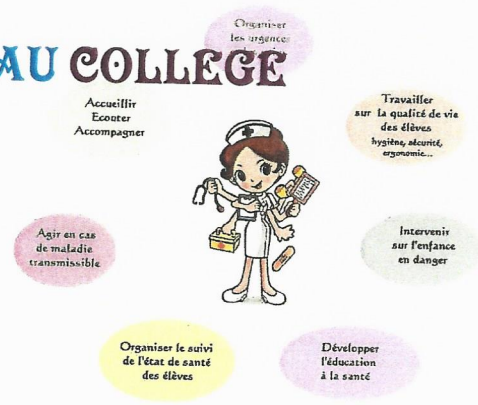 Organiser
les urgences
AU COLLEGE
Accueillir
Ecouter
Accompagner
Travailler
sur la qualité de vie
des élèves
hygiène, sécurité,
ergonomie...
Agir en cas
de maladie
transmissible
Intervenir
sur l'enfance
en danger
Organiser le suivi
de l'état de santé
des élèves
Développer
l'éducation
à la santé